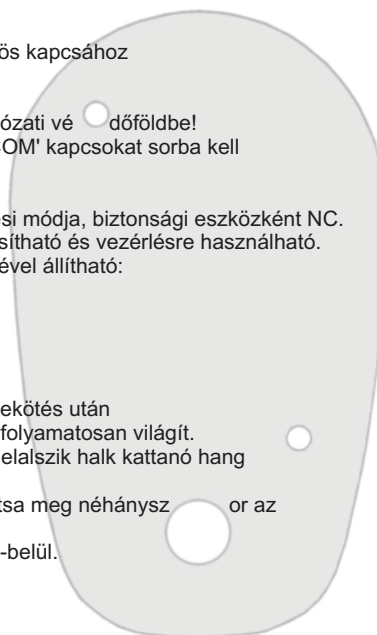 ös kapcsához
ózati vé dőföldbe!
COM' kapcsokat sorba kell
si módja, biztonsági eszközként NC.
sítható és vezérlésre használható.
ével állítható:
ekötés után
folyamatosan világít.
elalszik halk kattanó hang
tsa meg néhánysz or az
-belül.